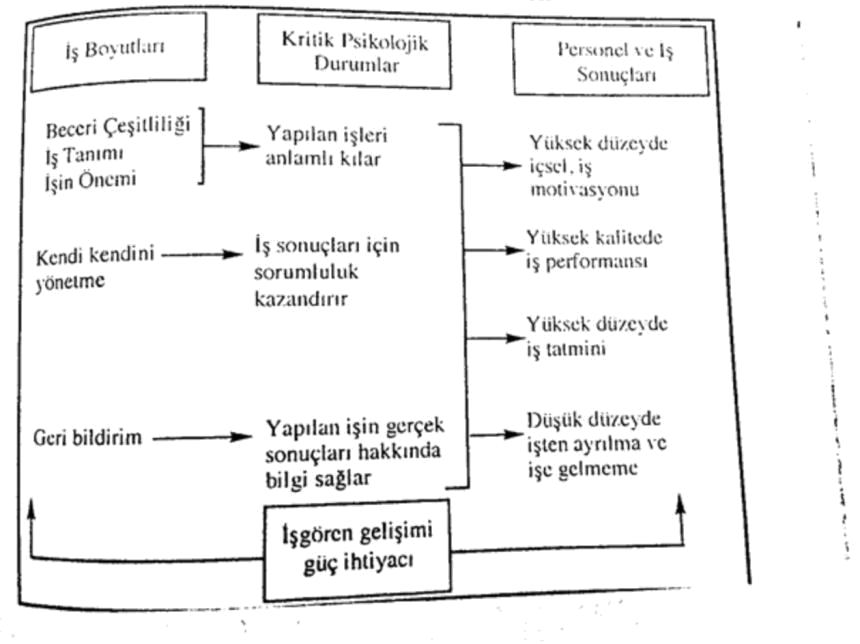 İş Boyutları
Kritik Psikolojik
Durumlar
Personel ve İş
Sonuçları
Beceri Çeşitliliği
İş Tanımı
İşin Önemi
Yapılan işleri
anlamlı kılar
Yüksek düzeyde
içsel, iş
motivasyonu
Kendi kendini
yönetme
İş sonuçları için
sorumluluk
kazandırır
Yüksek kalitede
iş performansı
Yüksek düzeyde
iş tatmini
Geri bildirim
Yapılan işin gerçek
sonuçları hakkında
bilgi sağlar
Düşük düzeyde
işten ayrılma ve
işe gelmeme
İşgören gelişimi
güç ihtiyacı